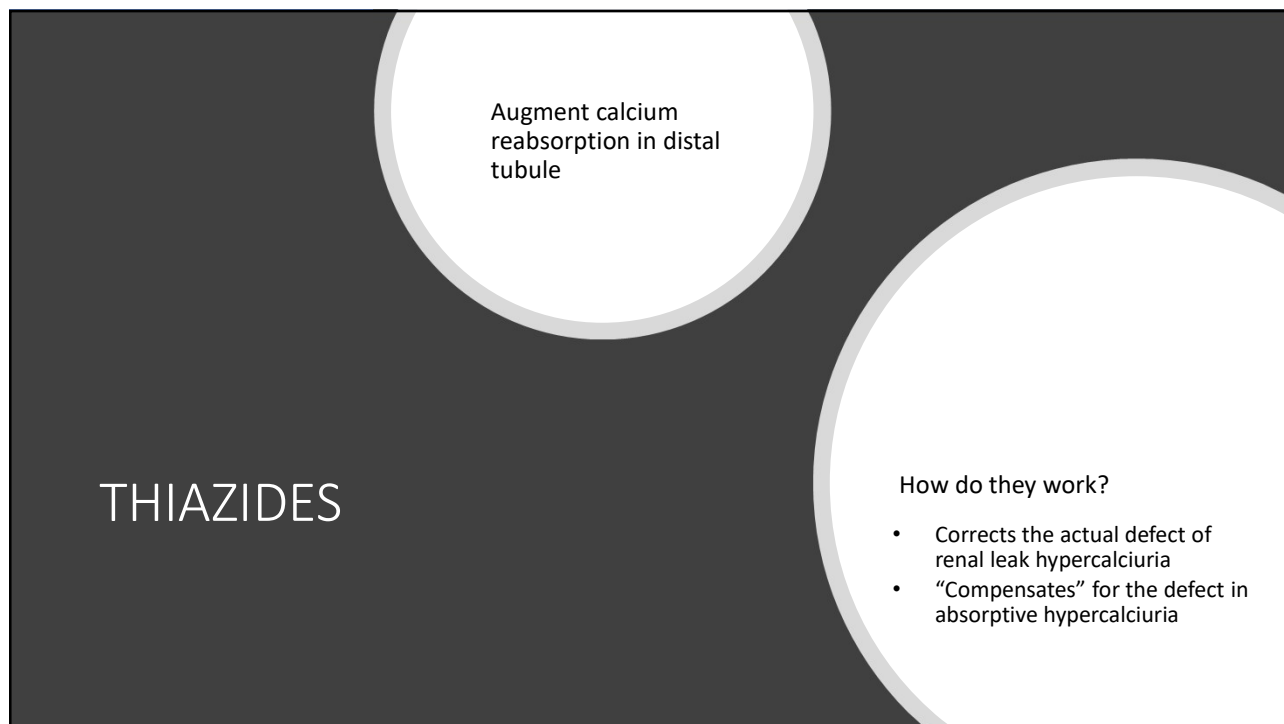 Augment calcium
reabsorption in distal
tubule
THIAZIDES
How do they work?
• Corrects the actual defect of
renal leak hypercalciuria
• “Compensates” for the defect in
absorptive hypercalciuria